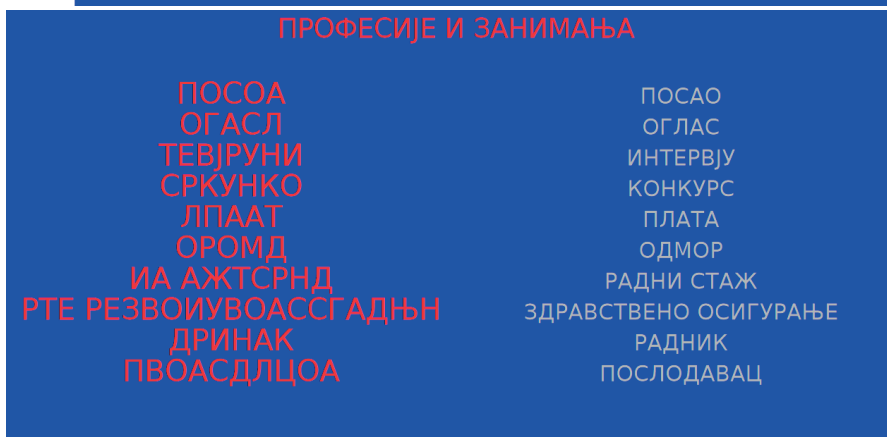 ПРОФЕСИЈЕ И ЗАНИМАЊА
ПОСОА ПОСАО
ОГАСЛ ОГЛАС
ТЕВЈРУНИ ИНТЕРВЈУ
СРКУНКО КОНКУРС
ЛПААТ ПЛАТА
ОРОМД ОДМОР
ИА АЖТСРНД РАДНИ СТАЖ
РТЕ РЕЗВОИУВОАССГАДЊН ЗДРАВСТВЕНО ОСИГУРАЊЕ
ДРИНАК РАДНИК
ПВОАСДЛЦОА ПОСЛОДАВАЦ